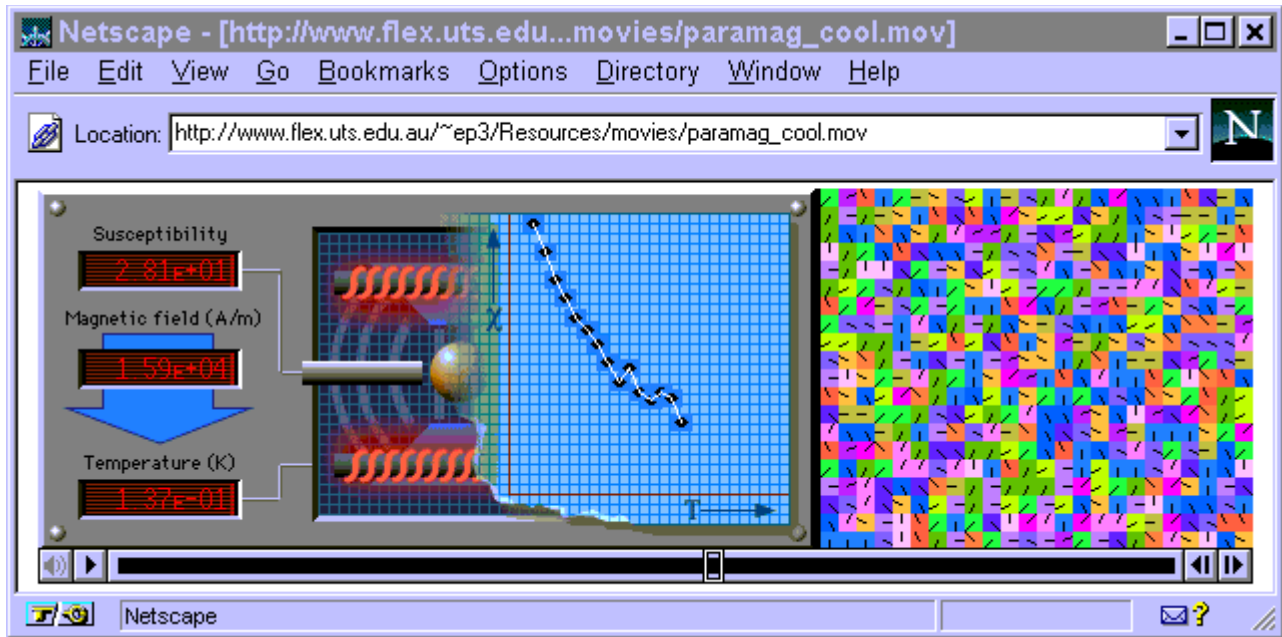 Netscape - [http://www.flex.uts.edu...movies/paramag_cool.mov]
File Edit View Go Bookmarks Options Directory Window Help
Location: http://www.flex.uts.edu.au/~ep3/Resources/movies/paramag_cool.mov
N
Susceptibility
2.81E+01
Magnetic field (A/m)
1.59E+04
Temperature (K)
1.37E-01
χ
T
Netscape
?